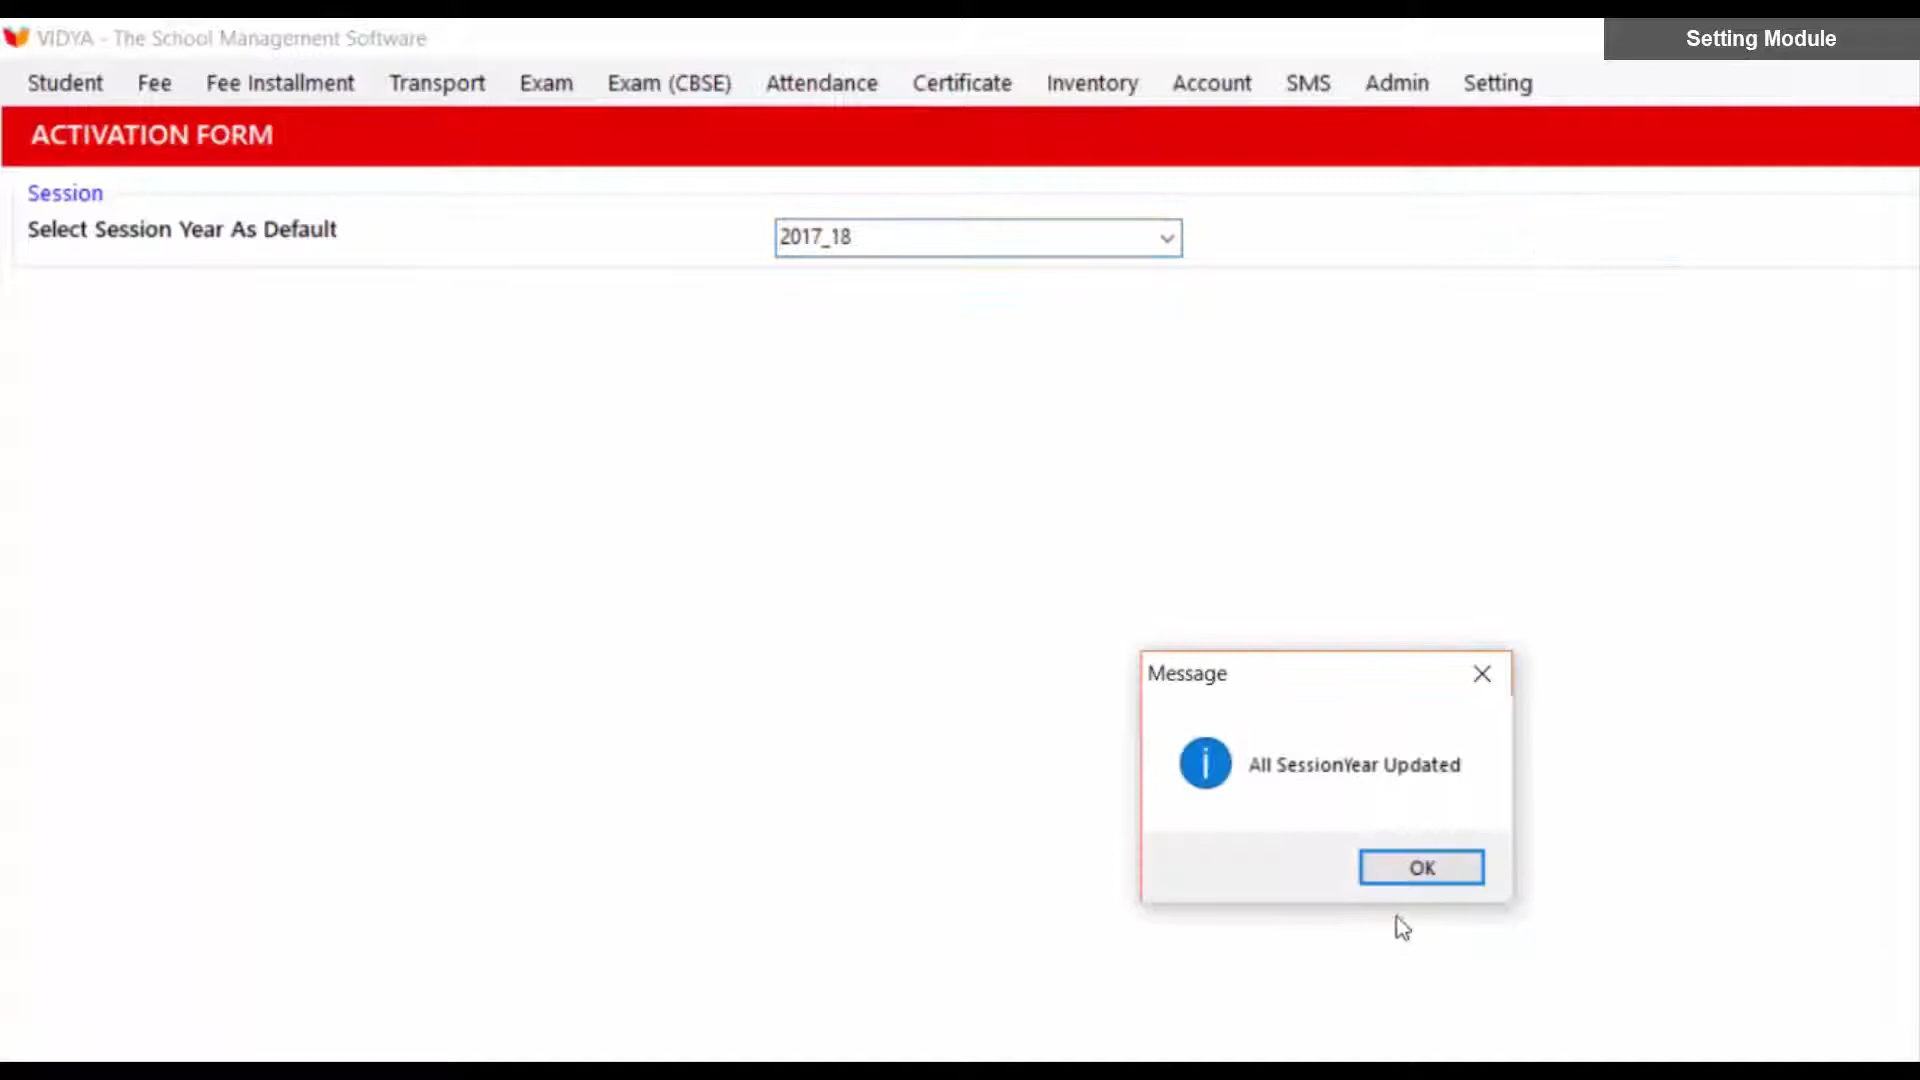 VIDYA - The School Management Software
Setting Module
Student Fee Fee Installment Transport Exam Exam (CBSE) Attendance Certificate Inventory Account SMS Admin Setting
ACTIVATION FORM
Session
Select Session Year As Default
2017_18
Message
All SessionYear Updated
OK